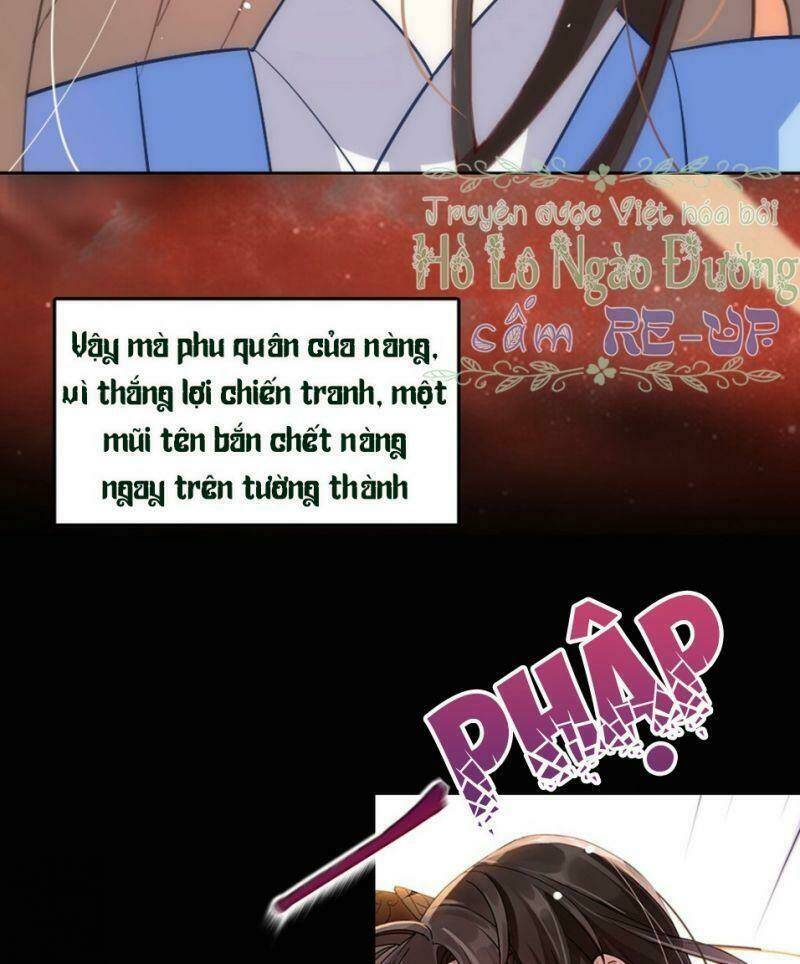 Truyện được Việt hóa bởi
Hồ Lô Ngào Đường
cấm RE-UP
Vậy mà phu quân của nàng,
vì thắng lợi chiến tranh, một
mũi tên bắn chết nàng
ngay trên tường thành
PHẬP